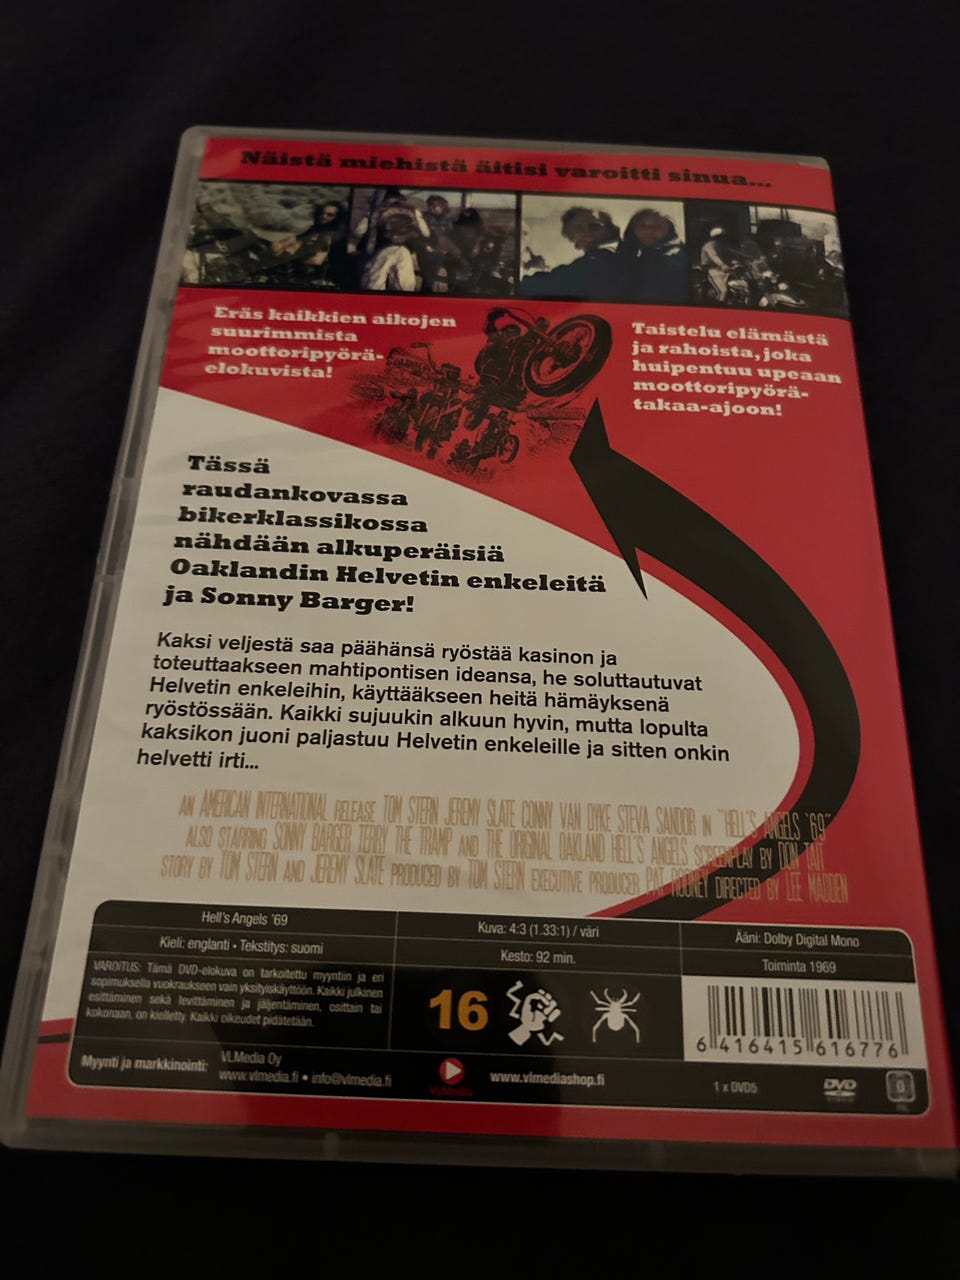 Näistä miehistä äitisi varoitti sinua...
Eräs kaikkien aikojen
suurimmista
moottoripyörä-
elokuvista!
Taistelu elämästä
ja rahoista, joka
huipentuu upeaan
moottoripyörä-
takaa-ajoon!
Tässä
raudankovassa
bikerklassikossa
nähdään alkuperäisiä
Oaklandin Helvetin enkeleitä
ja Sonny Barger!
Kaksi veljestä saa päähänsä ryöstää kasinon ja
toteuttaakseen mahtipontisen ideansa, he soluttautuvat
Helvetin enkeleihin, käyttääkseen heitä hämäyksenä
ryöstössään. Kaikki sujuukin alkuun hyvin, mutta lopulta
kaksikon juoni paljastuu Helvetin enkeleille ja sitten onkin
helvetti irti...
AN AMERICAN INTERNATIONAL RELEASE TOM STERN JEREMY SLATE CONNY VAN DYKE STEVA SANDOR IN "HELL'S ANGELS '69"
ALSO STARRING SONNY BARGER TERRY THE TRAMP AND THE ORIGINAL OAKLAND HELL'S ANGELS SCREENPLAY BY DON TAIT
STORY BY TOM STERN AND JEREMY SLATE PRODUCED BY TOM STERN EXECUTIVE PRODUCER PAT ROONEY DIRECTED BY LEE MADDEN
Hell's Angels '69
Kieli: englanti • Tekstitys: suomi
VAROITUS: Tämä DVD-elokuva on tarkoitettu myyntiin ja eri
sopimuksella vuokraukseen vain yksityiskäyttöön. Kaikki julkinen
esittäminen sekä levittäminen ja jäljentäminen, osittain tai
kokonaan, on kielletty. Kaikki oikeudet pidätetään.
Kuva: 4:3 (1.33:1) / väri
Kesto: 92 min.
Ääni: Dolby Digital Mono
Toiminta 1969
16
6 416415 616776
Myynti ja markkinointi:
VLMedia Oy
www.vlmedia.fi • info@vlmedia.fi
VLMedia
www.vlmediashop.fi
1 x DVD5
DVD
VIDEO
0